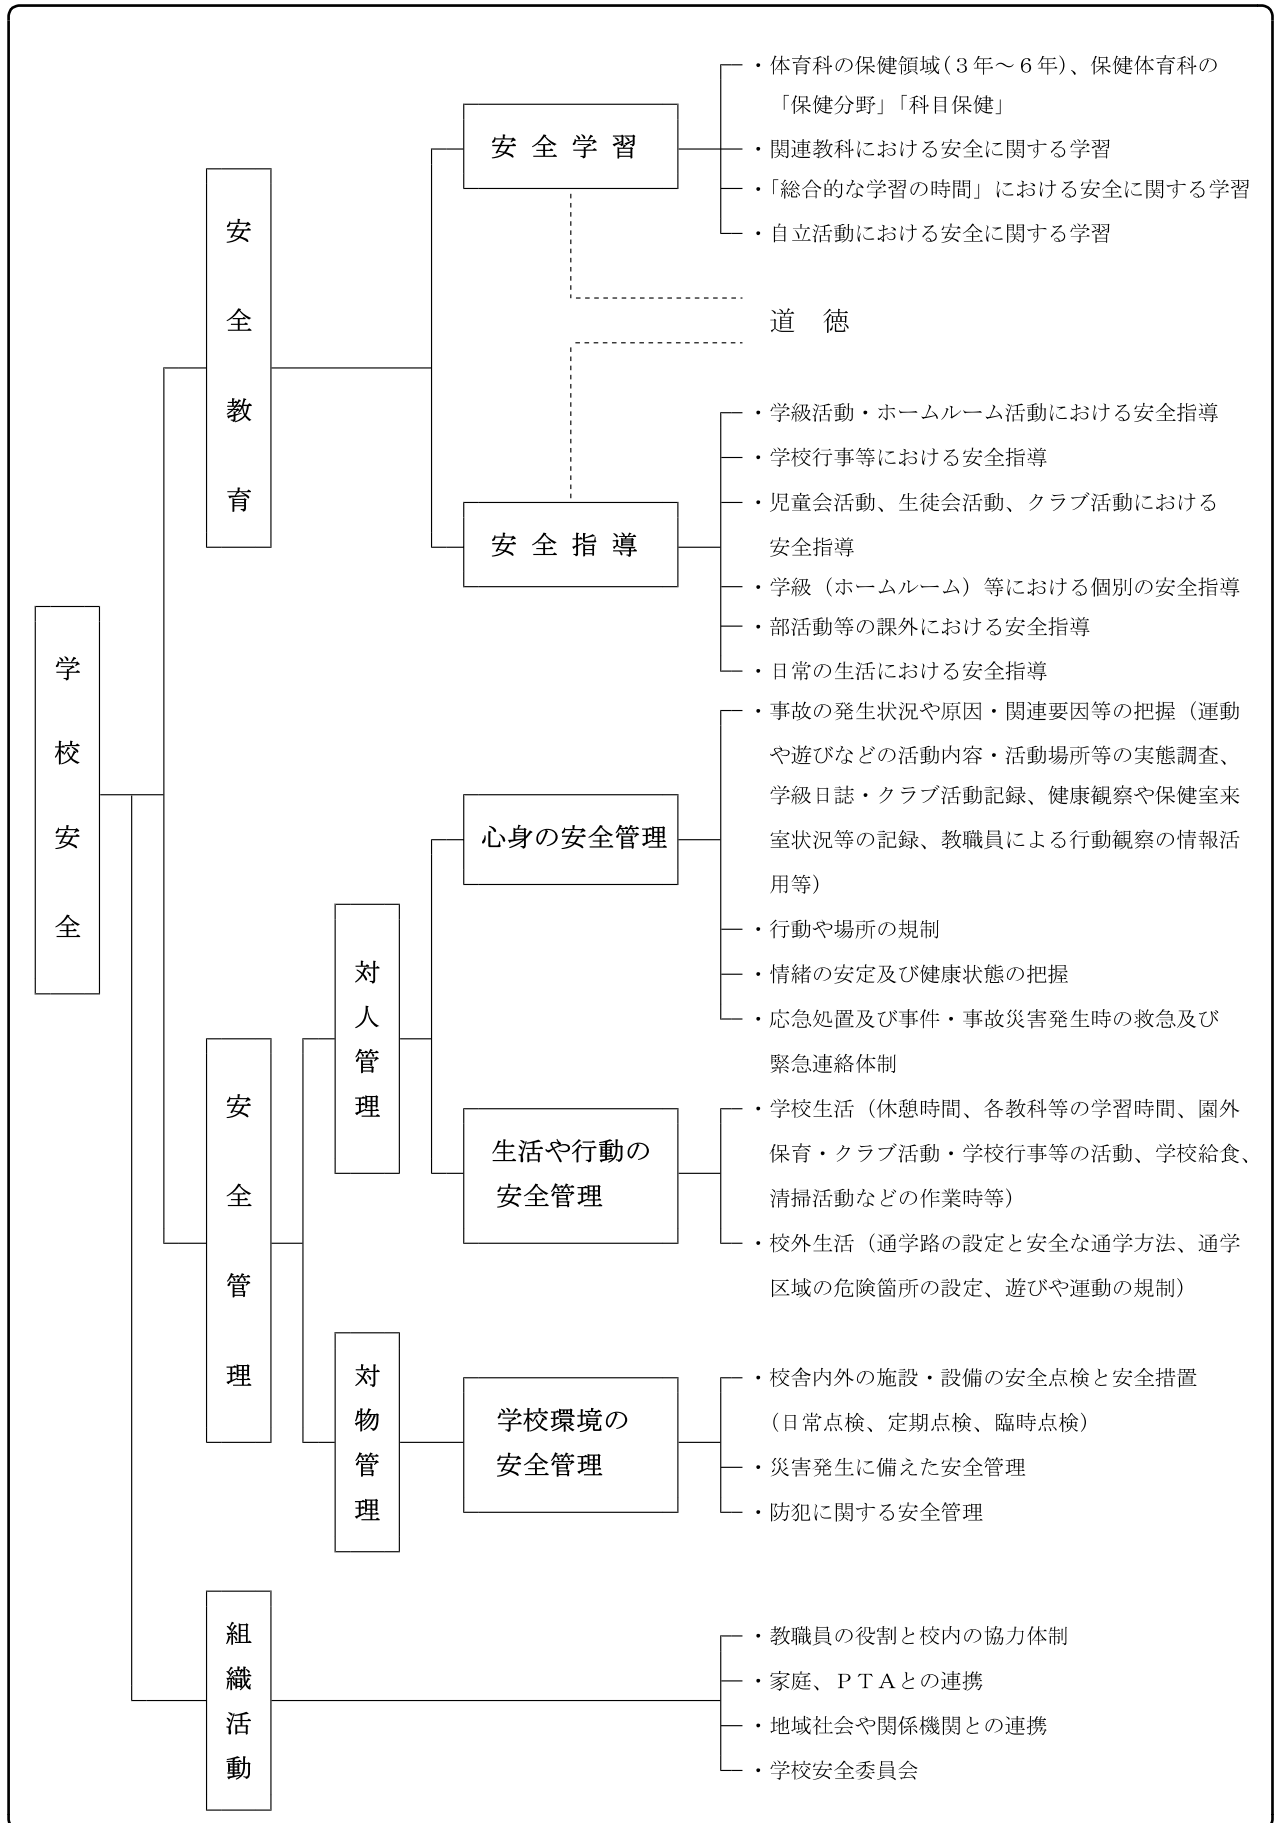 学校安全
安全教育
安全学習
・体育科の保健領域（３年～６年）、保健体育科の
「保健分野」「科目保健」
・関連教科における安全に関する学習
・「総合的な学習の時間」における安全に関する学習
・自立活動における安全に関する学習
道　徳
安全指導
・学級活動・ホームルーム活動における安全指導
・学校行事等における安全指導
・児童会活動、生徒会活動、クラブ活動における
安全指導
・学級（ホームルーム）等における個別の安全指導
・部活動等の課外における安全指導
・日常の生活における安全指導
安全管理
対人管理
心身の安全管理
・事故の発生状況や原因・関連要因等の把握（運動
や遊びなどの活動内容・活動場所等の実態調査、
学級日誌・クラブ活動記録、健康観察や保健室来
室状況等の記録、教職員による行動観察の情報活
用等）
・行動や場所の規制
・情緒の安定及び健康状態の把握
・応急処置及び事件・事故災害発生時の救急及び
緊急連絡体制
生活や行動の
安全管理
・学校生活（休憩時間、各教科等の学習時間、園外
保育・クラブ活動・学校行事等の活動、学校給食、
清掃活動などの作業時等）
・校外生活（通学路の設定と安全な通学方法、通学
区域の危険箇所の設定、遊びや運動の規制）
対物管理
学校環境の
安全管理
・校舎内外の施設・設備の安全点検と安全措置
（日常点検、定期点検、臨時点検）
・災害発生に備えた安全管理
・防犯に関する安全管理
組織活動
・教職員の役割と校内の協力体制
・家庭、ＰＴＡとの連携
・地域社会や関係機関との連携
・学校安全委員会